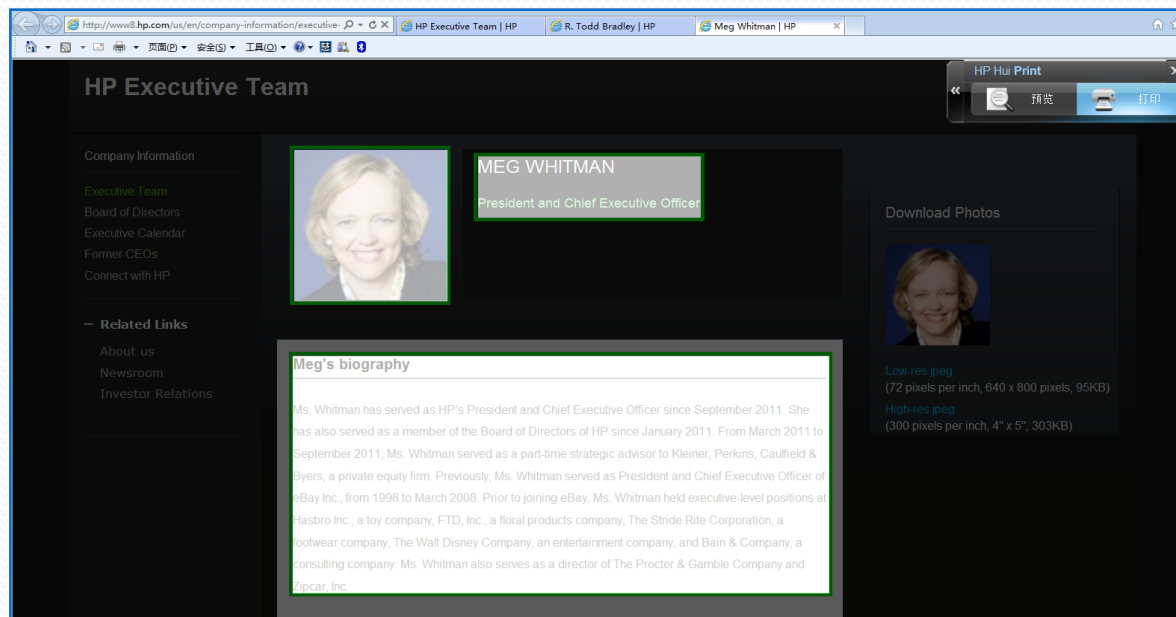 http://www8.hp.com/us/en/company-information/executive-
HP Executive Team | HP
R. Todd Bradley | HP
Meg Whitman | HP
页面(P)
安全(S)
工具(O)
HP Executive Team
HP Hui Print
预览
打印
Company Information
Executive Team
Board of Directors
Executive Calendar
Former CEOs
Connect with HP
– Related Links
About us
Newsroom
Investor Relations
MEG WHITMAN
President and Chief Executive Officer
Meg's biography
Ms. Whitman has served as HP's President and Chief Executive Officer since September 2011. She
has also served as a member of the Board of Directors of HP since January 2011. From March 2011 to
September 2011, Ms. Whitman served as a part-time strategic advisor to Kleiner, Perkins, Caulfield &
Byers, a private equity firm. Previously, Ms. Whitman served as President and Chief Executive Officer of
eBay Inc., from 1998 to March 2008. Prior to joining eBay, Ms. Whitman held executive-level positions at
Hasbro Inc., a toy company, FTD, Inc., a floral products company, The Stride Rite Corporation, a
footwear company, The Walt Disney Company, an entertainment company, and Bain & Company, a
consulting company. Ms. Whitman also serves as a director of The Procter & Gamble Company and
Zipcar, Inc.
Download Photos
Low-res jpeg
(72 pixels per inch, 640 x 800 pixels, 95KB)
High-res jpeg
(300 pixels per inch, 4" x 5", 303KB)